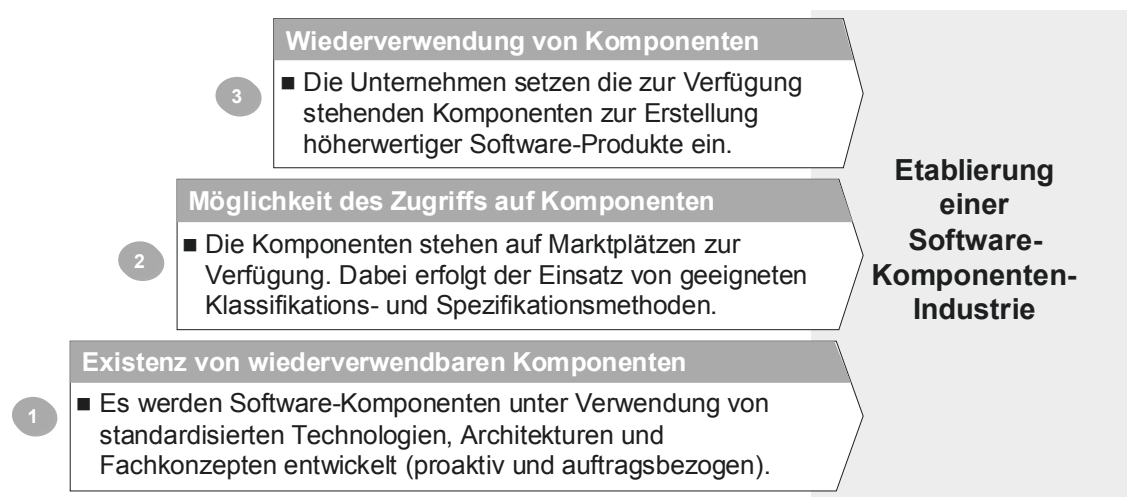 Wiederverwendung von Komponenten
3
■ Die Unternehmen setzen die zur Verfügung
stehenden Komponenten zur Erstellung
höherwertiger Software-Produkte ein.
Möglichkeit des Zugriffs auf Komponenten
2
■ Die Komponenten stehen auf Marktplätzen zur
Verfügung. Dabei erfolgt der Einsatz von geeigneten
Klassifikations- und Spezifikationsmethoden.
Existenz von wiederverwendbaren Komponenten
1
■ Es werden Software-Komponenten unter Verwendung von
standardisierten Technologien, Architekturen und
Fachkonzepten entwickelt (proaktiv und auftragsbezogen).
Etablierung
einer
Software-
Komponenten-
Industrie